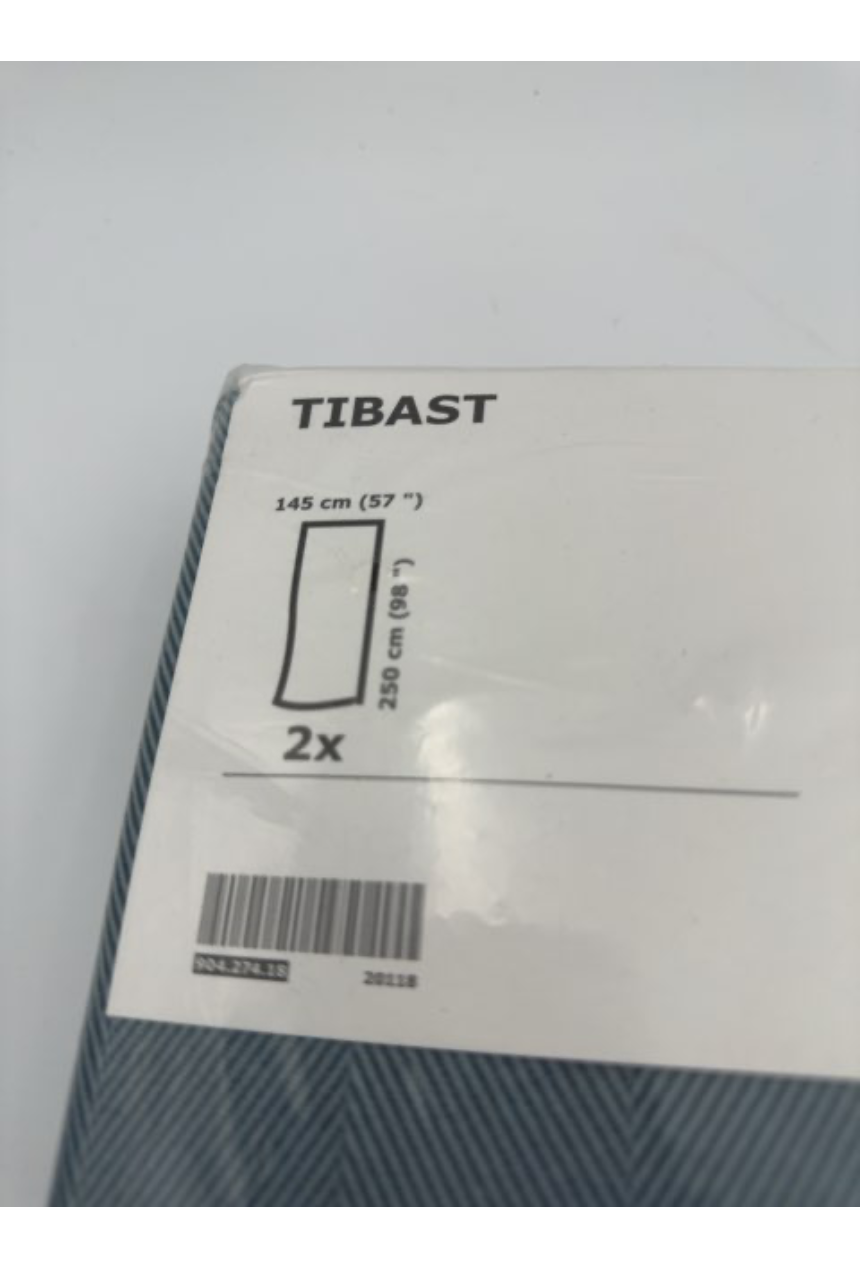 TIBAST
145 cm (57 ")
250 cm (98 ")
2x
904.274.18
20118